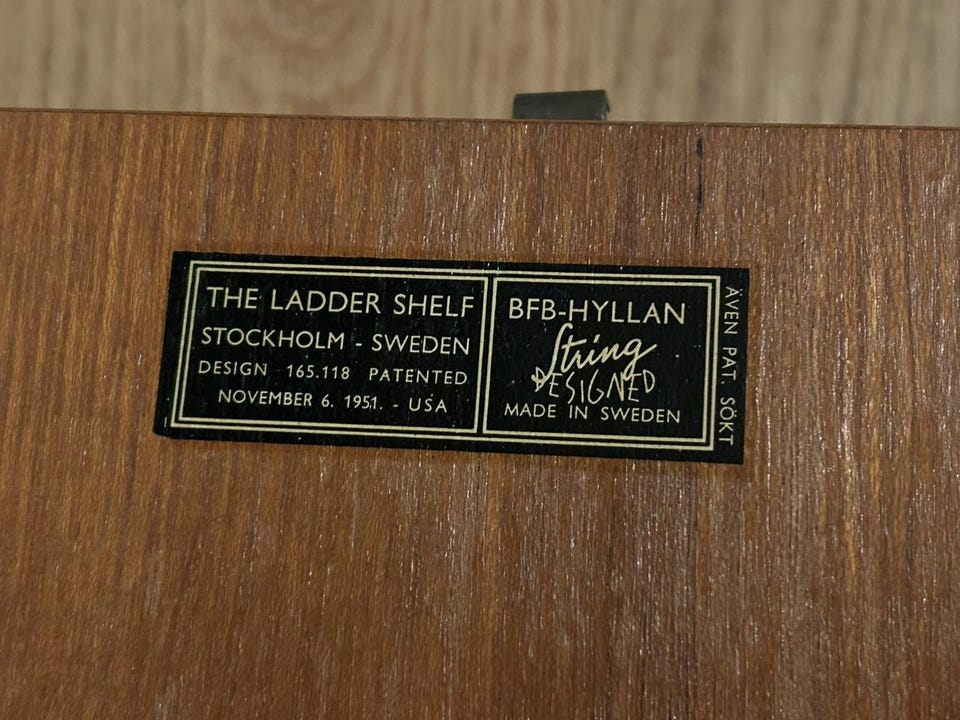 THE LADDER SHELF
STOCKHOLM - SWEDEN
DESIGN 165.118 PATENTED
NOVEMBER 6. 1951. - USA
BFB-HYLLAN
String
DESIGNED
MADE IN SWEDEN
ÄVEN PAT. SÖKT